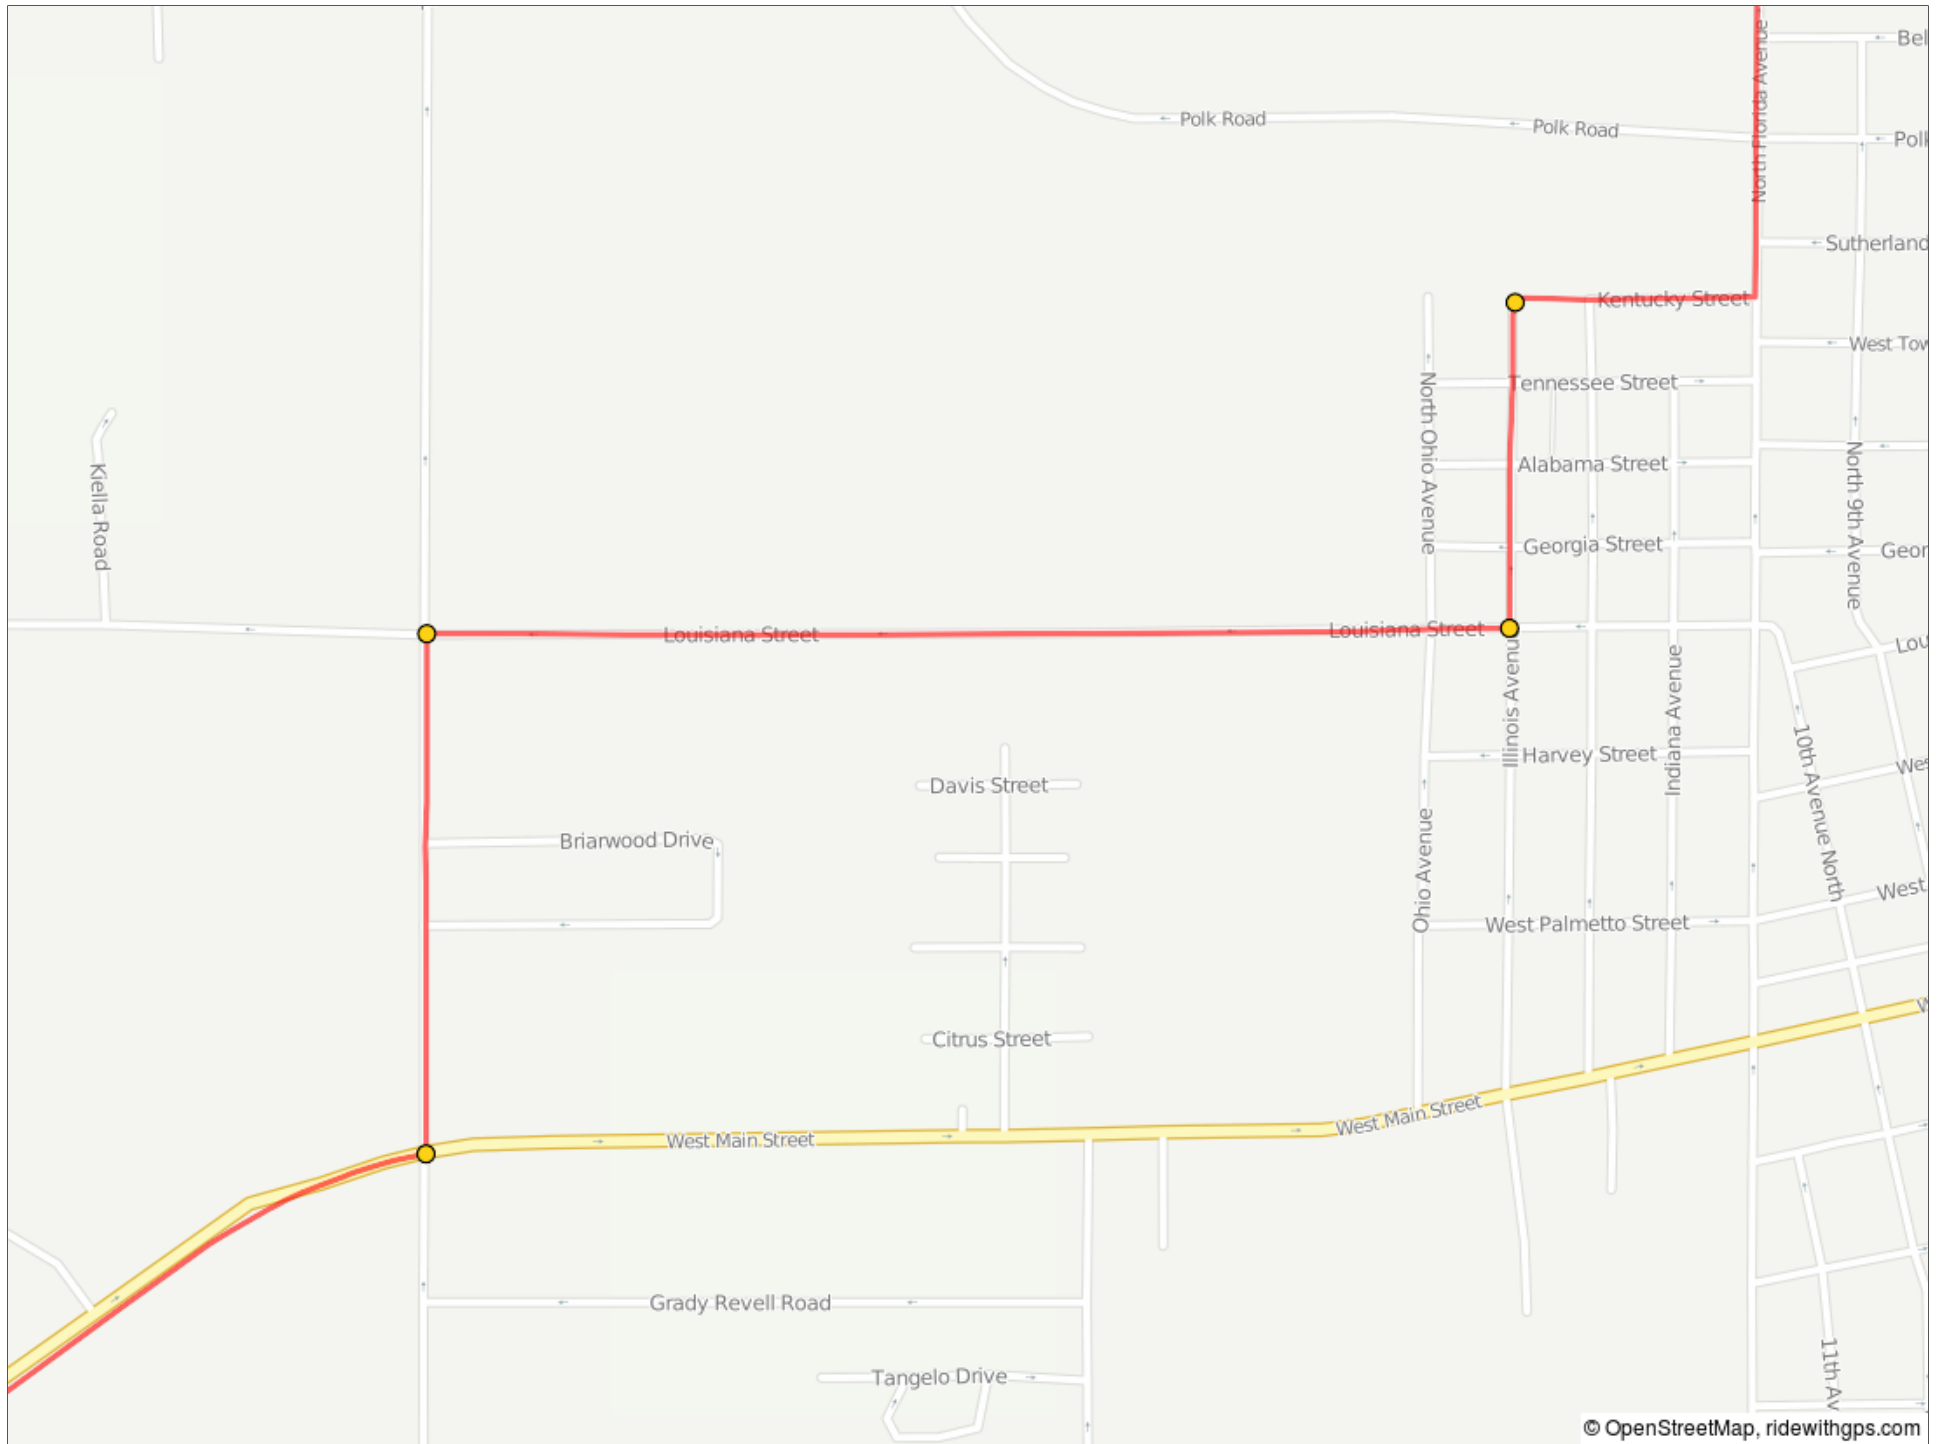 Bel
North Florida Avenue
Polk Road
Polk Road
Polk
Sutherland
Kentucky Street
West Tow
North Ohio Avenue
Tennessee Street
Kiella Road
Alabama Street
North 9th Avenue
Georgia Street
Geor
Louisiana Street
Louisiana Street
Lou
Illinois Avenu
Indiana Avenue
Harvey Street
10th Avenue North
Wes
Davis Street
Briarwood Drive
Ohio Avenue
West Palmetto Street
West
W
Citrus Street
West Main Street
West Main Street
Grady Revell Road
Tangelo Drive
11th Av
© OpenStreetMap, ridewithgps.com